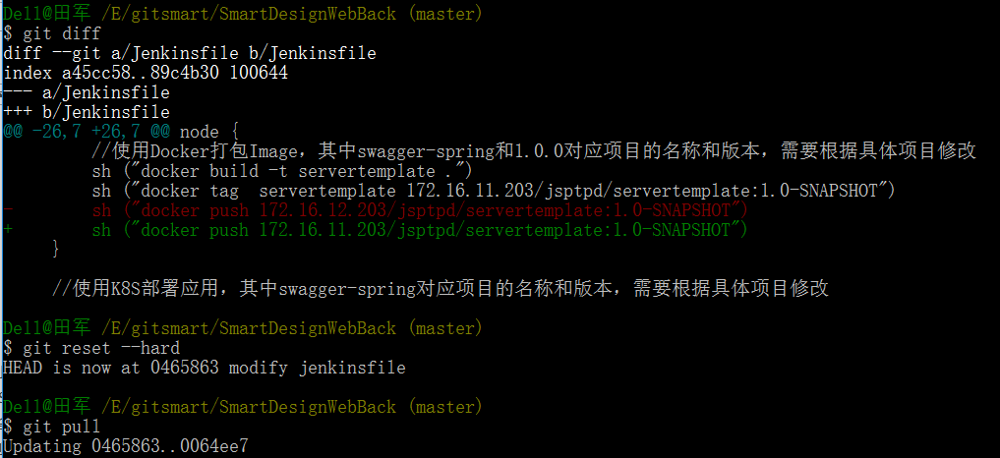 Dell@田军 /E/gitsmart/SmartDesignWebBack (master)
$ git diff
diff --git a/Jenkinsfile b/Jenkinsfile
index a45cc58..89c4b30 100644
--- a/Jenkinsfile
+++ b/Jenkinsfile
@@ -26,7 +26,7 @@ node {
         //使用Docker打包Image，其中swagger-spring和1.0.0对应项目的名称和版本，需要根据具体项目修改
         sh ("docker build -t servertemplate .")
         sh ("docker tag  servertemplate 172.16.11.203/jsptpd/servertemplate:1.0-SNAPSHOT")
-        sh ("docker push 172.16.12.203/jsptpd/servertemplate:1.0-SNAPSHOT")
+        sh ("docker push 172.16.11.203/jsptpd/servertemplate:1.0-SNAPSHOT")
     }
     //使用K8S部署应用，其中swagger-spring对应项目的名称和版本，需要根据具体项目修改
Dell@田军 /E/gitsmart/SmartDesignWebBack (master)
$ git reset --hard
HEAD is now at 0465863 modify jenkinsfile
Dell@田军 /E/gitsmart/SmartDesignWebBack (master)
$ git pull
Updating 0465863..0064ee7